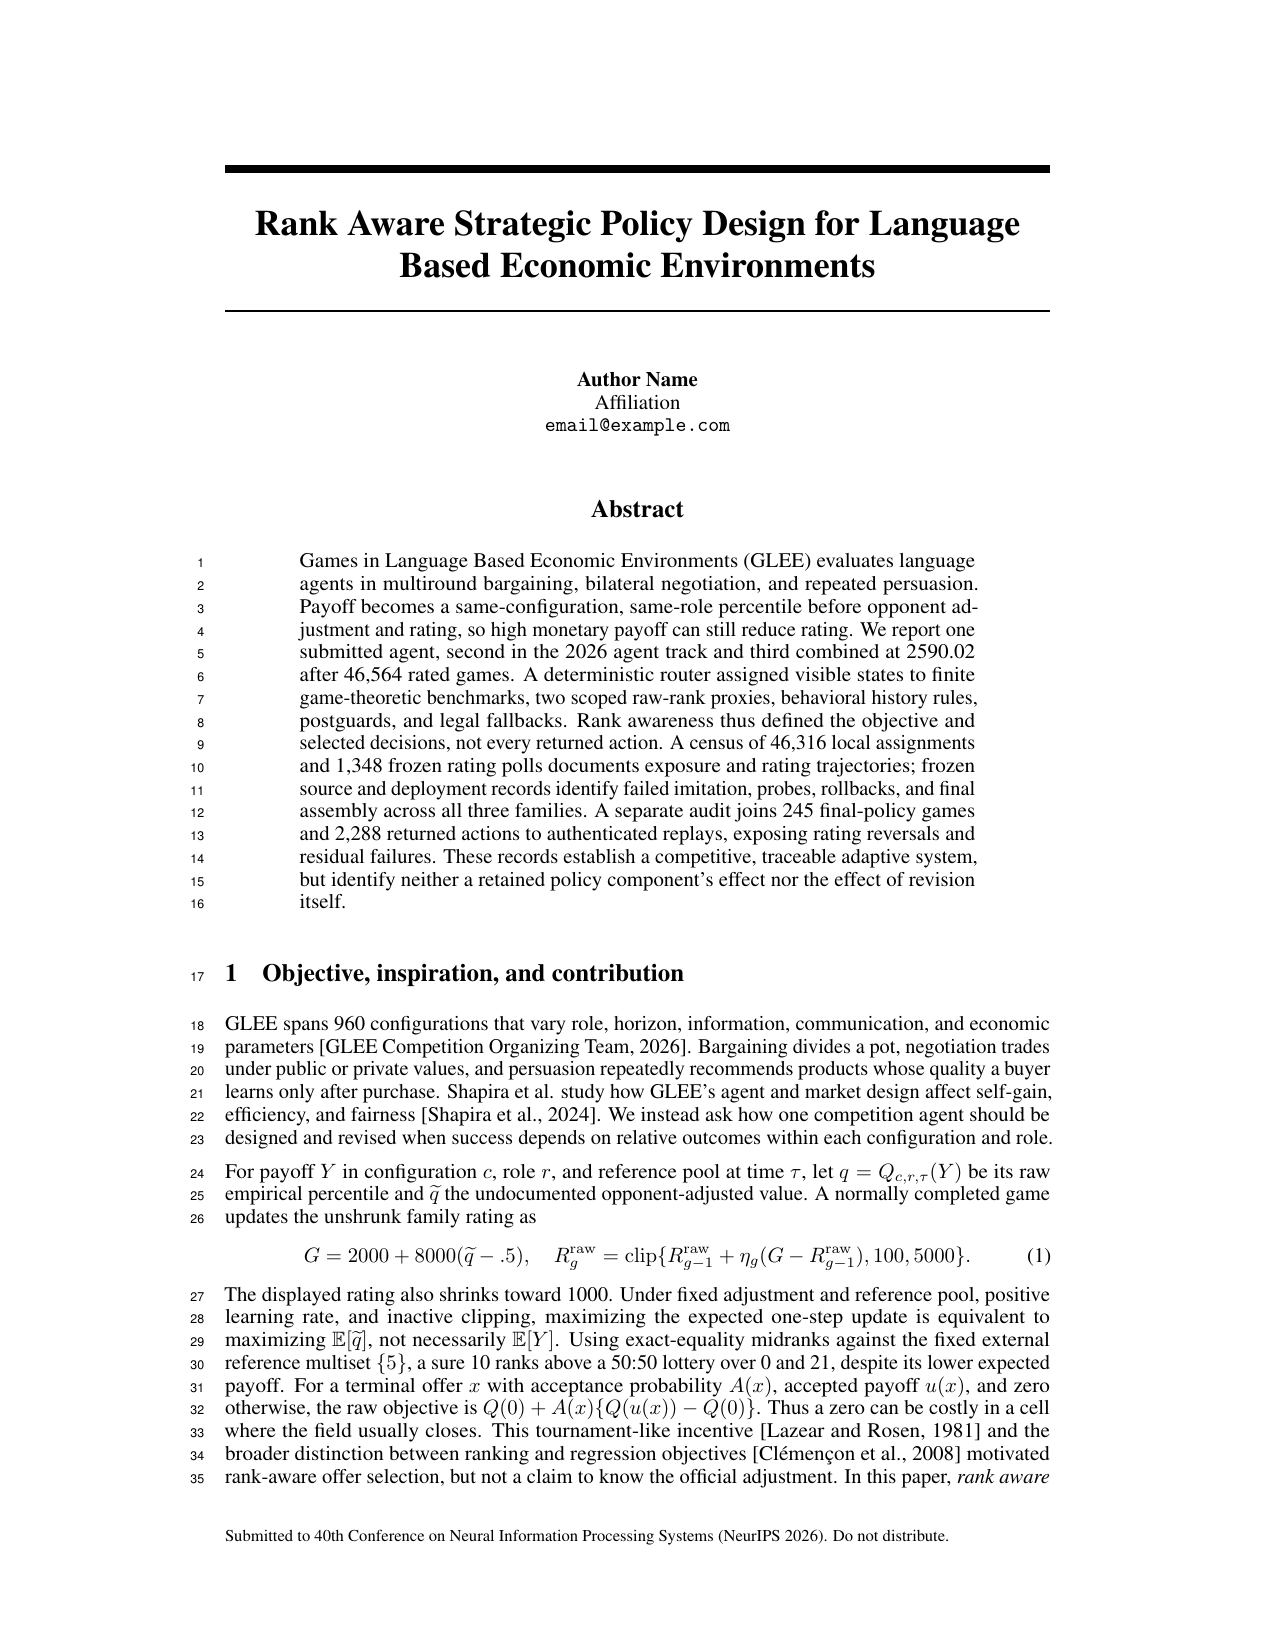 Rank Aware Strategic Policy Design for Language
Based Economic Environments
Author Name
Affiliation
email@example.com
Abstract
1 Games in Language Based Economic Environments (GLEE) evaluates language
2 agents in multiround bargaining, bilateral negotiation, and repeated persuasion.
3 Payoff becomes a same-configuration, same-role percentile before opponent ad-
4 justment and rating, so high monetary payoff can still reduce rating. We report one
5 submitted agent, second in the 2026 agent track and third combined at 2590.02
6 after 46,564 rated games. A deterministic router assigned visible states to finite
7 game-theoretic benchmarks, two scoped raw-rank proxies, behavioral history rules,
8 postguards, and legal fallbacks. Rank awareness thus defined the objective and
9 selected decisions, not every returned action. A census of 46,316 local assignments
10 and 1,348 frozen rating polls documents exposure and rating trajectories; frozen
11 source and deployment records identify failed imitation, probes, rollbacks, and final
12 assembly across all three families. A separate audit joins 245 final-policy games
13 and 2,288 returned actions to authenticated replays, exposing rating reversals and
14 residual failures. These records establish a competitive, traceable adaptive system,
15 but identify neither a retained policy component's effect nor the effect of revision
16 itself.
17 1 Objective, inspiration, and contribution
18 GLEE spans 960 configurations that vary role, horizon, information, communication, and economic
19 parameters [GLEE Competition Organizing Team, 2026]. Bargaining divides a pot, negotiation trades
20 under public or private values, and persuasion repeatedly recommends products whose quality a buyer
21 learns only after purchase. Shapira et al. study how GLEE's agent and market design affect self-gain,
22 efficiency, and fairness [Shapira et al., 2024]. We instead ask how one competition agent should be
23 designed and revised when success depends on relative outcomes within each configuration and role.
24 For payoff Y in configuration c, role r, and reference pool at time τ, let q = Q_{c,r,τ}(Y) be its raw
25 empirical percentile and q̃ the undocumented opponent-adjusted value. A normally completed game
26 updates the unshrunk family rating as
G = 2000 + 8000(q̃ − .5), R_g^{raw} = clip{R_{g−1}^{raw} + η_g(G − R_{g−1}^{raw}), 100, 5000}. (1)
27 The displayed rating also shrinks toward 1000. Under fixed adjustment and reference pool, positive
28 learning rate, and inactive clipping, maximizing the expected one-step update is equivalent to
29 maximizing 𝔼[q̃], not necessarily 𝔼[Y]. Using exact-equality midranks against the fixed external
30 reference multiset {5}, a sure 10 ranks above a 50:50 lottery over 0 and 21, despite its lower expected
31 payoff. For a terminal offer x with acceptance probability A(x), accepted payoff u(x), and zero
32 otherwise, the raw objective is Q(0) + A(x){Q(u(x)) − Q(0)}. Thus a zero can be costly in a cell
33 where the field usually closes. This tournament-like incentive [Lazear and Rosen, 1981] and the
34 broader distinction between ranking and regression objectives [Clémençon et al., 2008] motivated
35 rank-aware offer selection, but not a claim to know the official adjustment. In this paper, rank aware
Submitted to 40th Conference on Neural Information Processing Systems (NeurIPS 2026). Do not distribute.